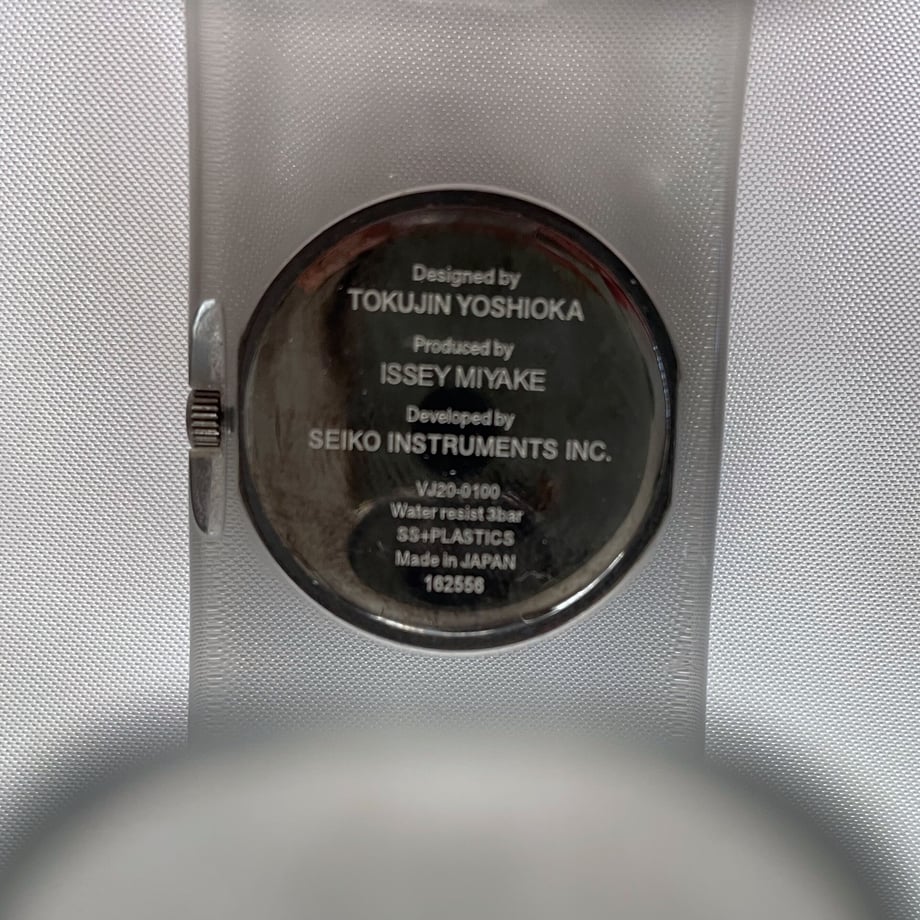 Designed by
TOKUJIN YOSHIOKA
Produced by
ISSEY MIYAKE
Developed by
SEIKO INSTRUMENTS INC.
VJ20-0100
Water resist 3bar
SS+PLASTICS
Made in JAPAN
162556